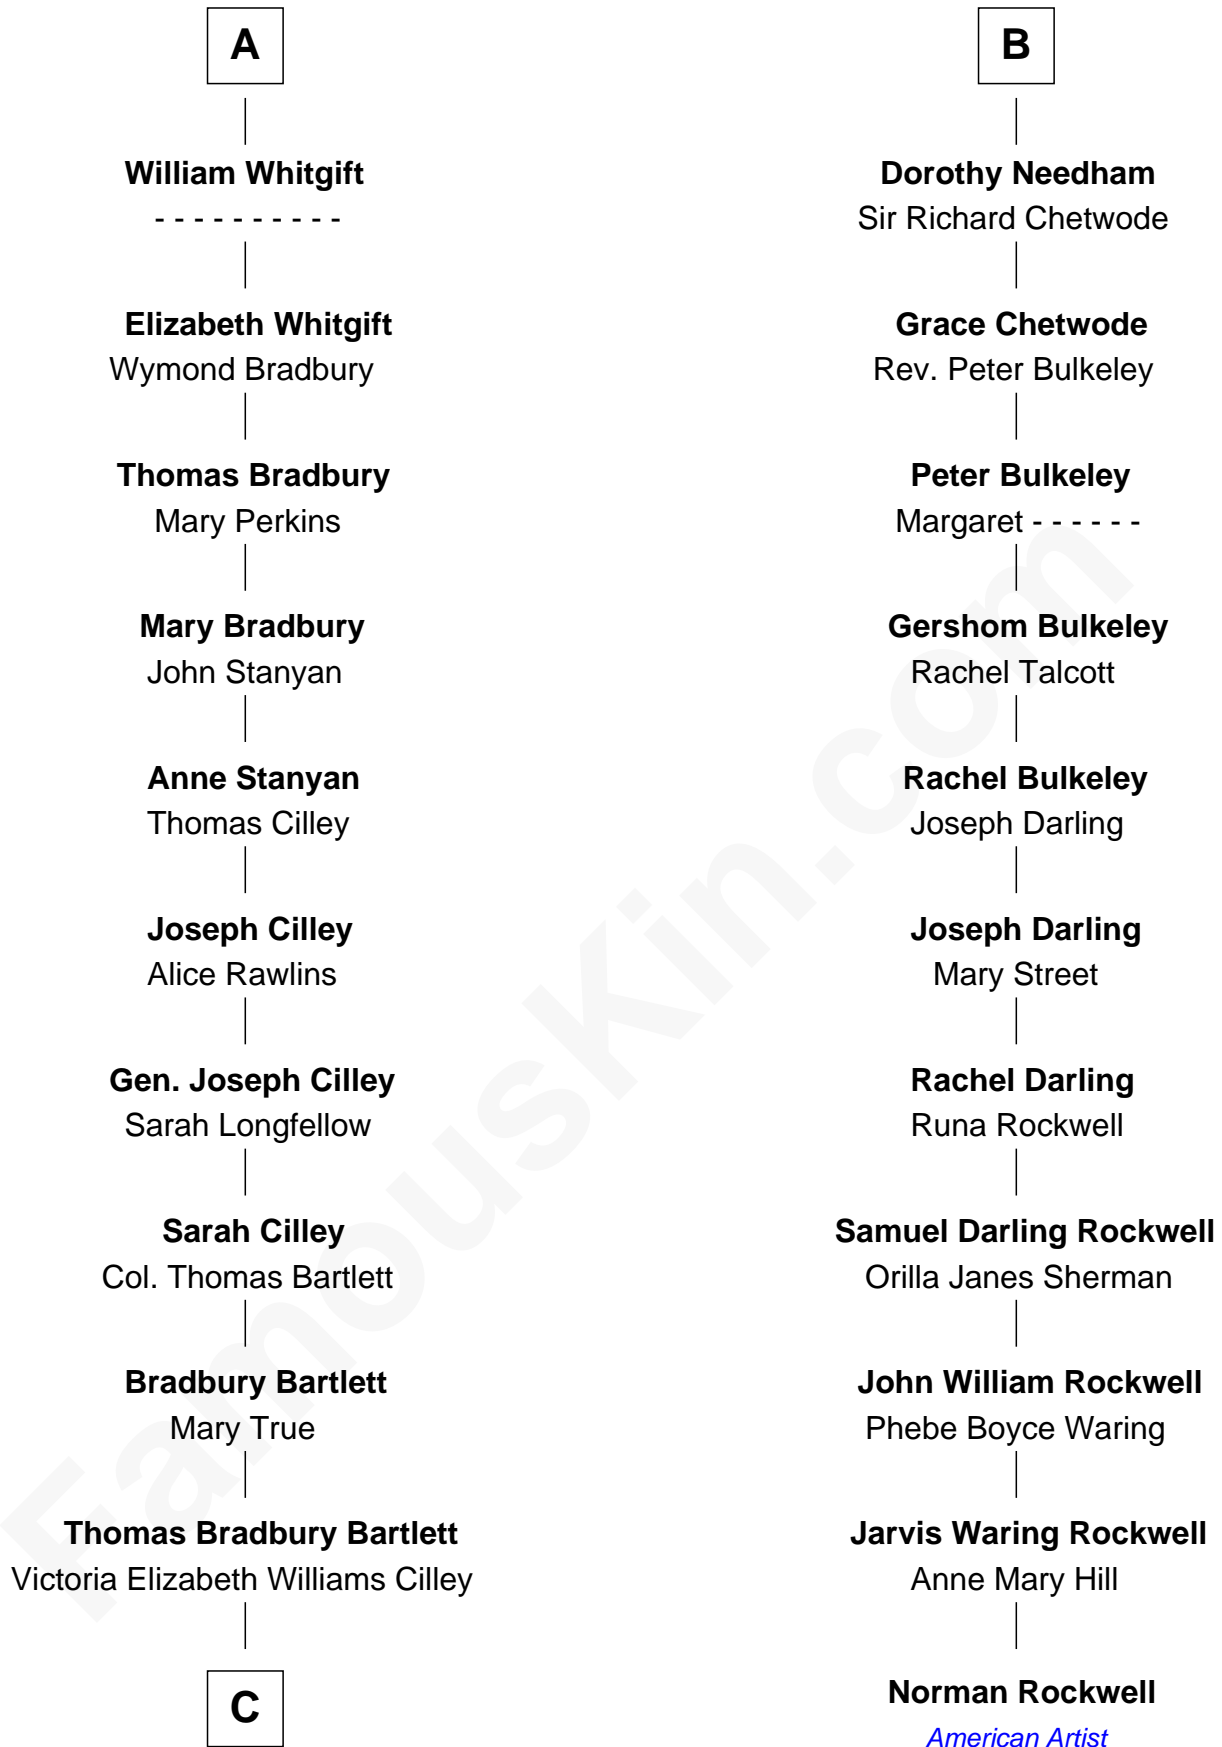 A
William Whitgift
- - - - - - - - - -
Elizabeth Whitgift
Wymond Bradbury
Thomas Bradbury
Mary Perkins
Mary Bradbury
John Stanyan
Anne Stanyan
Thomas Cilley
Joseph Cilley
Alice Rawlins
Gen. Joseph Cilley
Sarah Longfellow
Sarah Cilley
Col. Thomas Bartlett
Bradbury Bartlett
Mary True
Thomas Bradbury Bartlett
Victoria Elizabeth Williams Cilley
C
B
Dorothy Needham
Sir Richard Chetwode
Grace Chetwode
Rev. Peter Bulkeley
Peter Bulkeley
Margaret - - - - - -
Gershom Bulkeley
Rachel Talcott
Rachel Bulkeley
Joseph Darling
Joseph Darling
Mary Street
Rachel Darling
Runa Rockwell
Samuel Darling Rockwell
Orilla Janes Sherman
John William Rockwell
Phebe Boyce Waring
Jarvis Waring Rockwell
Anne Mary Hill
Norman Rockwell
American Artist
FamousKin.com